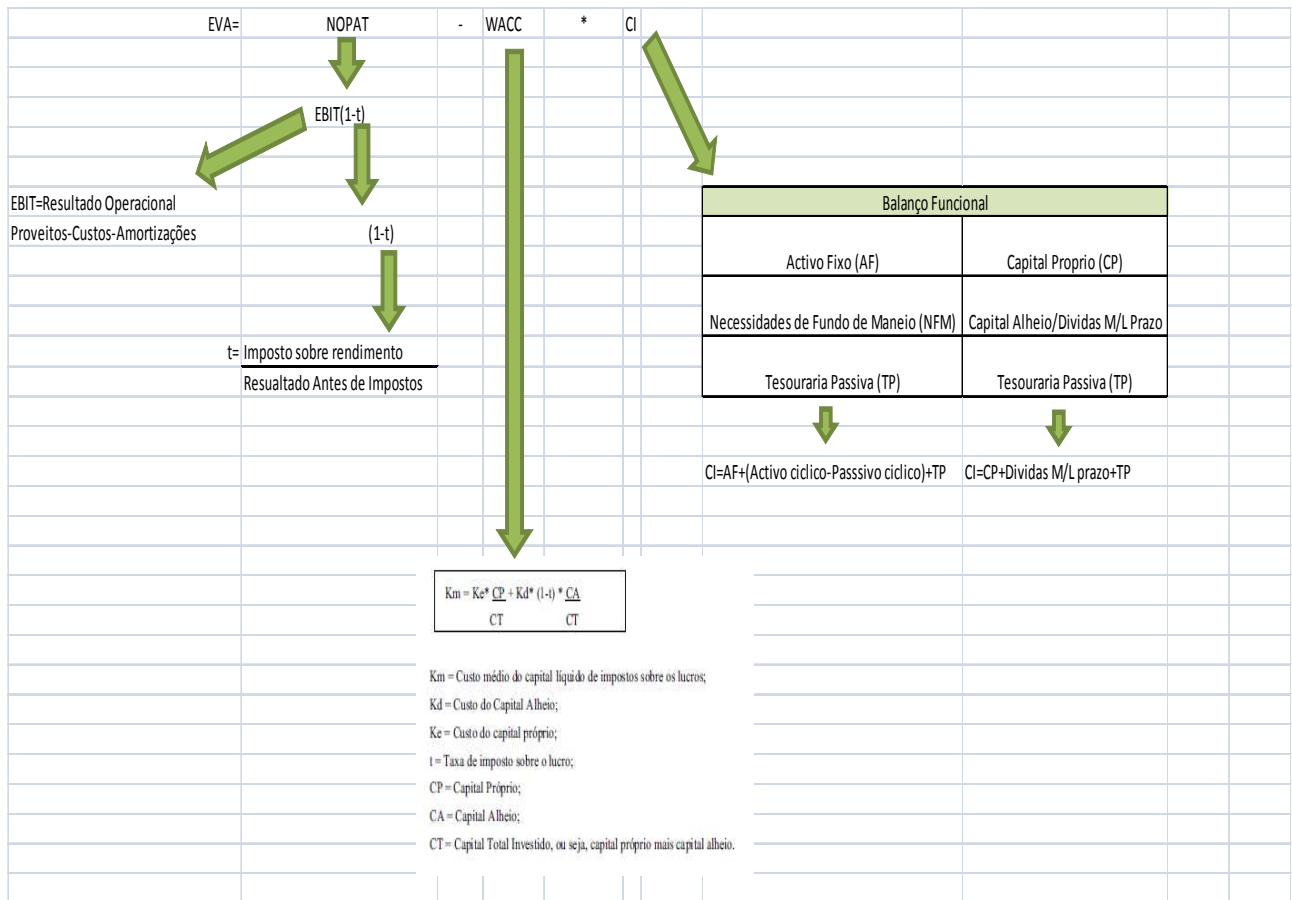 EVA= NOPAT - WACC * CI
EBIT(1-t)
EBIT=Resultado Operacional
Proveitos-Custos-Amortizações
(1-t)
t= Imposto sobre rendimento
Resualtado Antes de Impostos
Balanço Funcional
Activo Fixo (AF) Capital Proprio (CP)
Necessidades de Fundo de Maneio (NFM) Capital Alheio/Dividas M/L Prazo
Tesouraria Passiva (TP) Tesouraria Passiva (TP)
CI=AF+(Activo ciclico-Passsivo ciclico)+TP CI=CP+Dividas M/L prazo+TP
Km = Ke* CP + Kd* (1-t) * CA
CT CT
Km = Custo médio do capital líquido de impostos sobre os lucros;
Kd = Custo do Capital Alheio;
Ke = Custo do capital próprio;
t = Taxa de imposto sobre o lucro;
CP = Capital Próprio;
CA = Capital Alheio;
CT = Capital Total Investido, ou seja, capital próprio mais capital alheio.